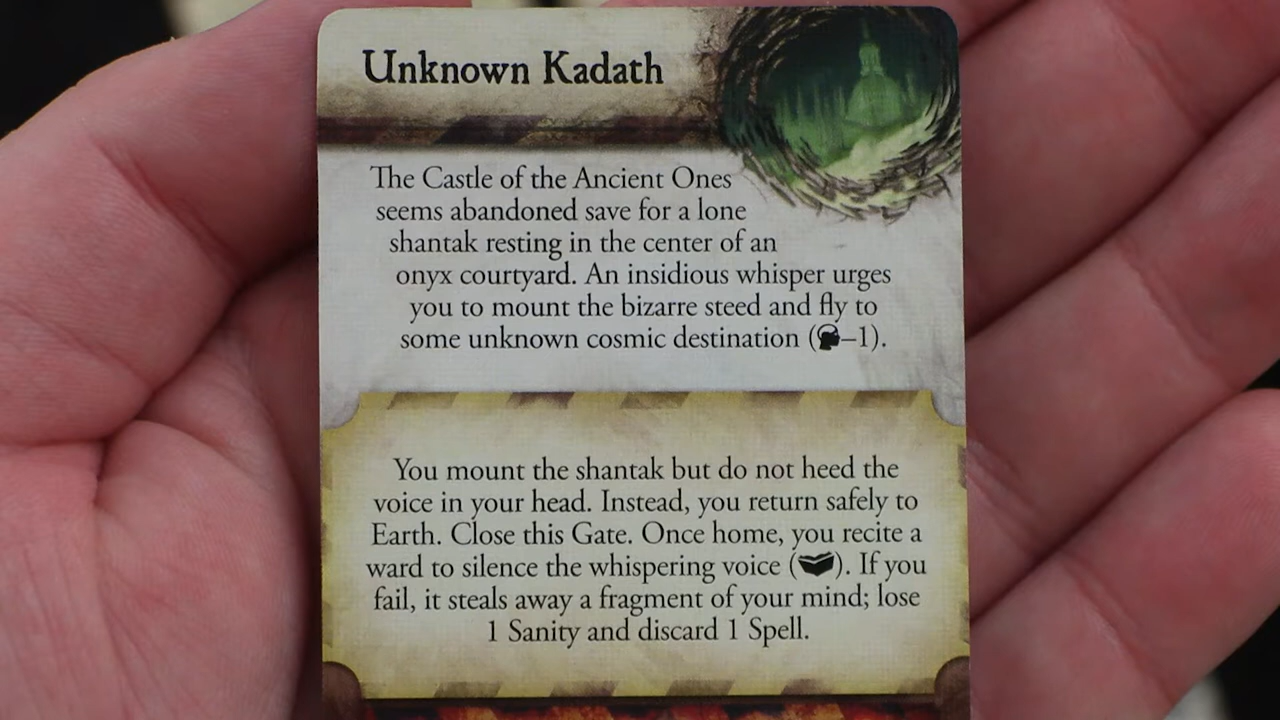 Unknown Kadath
The Castle of the Ancient Ones
seems abandoned save for a lone
shantak resting in the center of an
onyx courtyard. An insidious whisper urges
you to mount the bizarre steed and fly to
some unknown cosmic destination (–1).
You mount the shantak but do not heed the
voice in your head. Instead, you return safely to
Earth. Close this Gate. Once home, you recite a
ward to silence the whispering voice (). If you
fail, it steals away a fragment of your mind; lose
1 Sanity and discard 1 Spell.